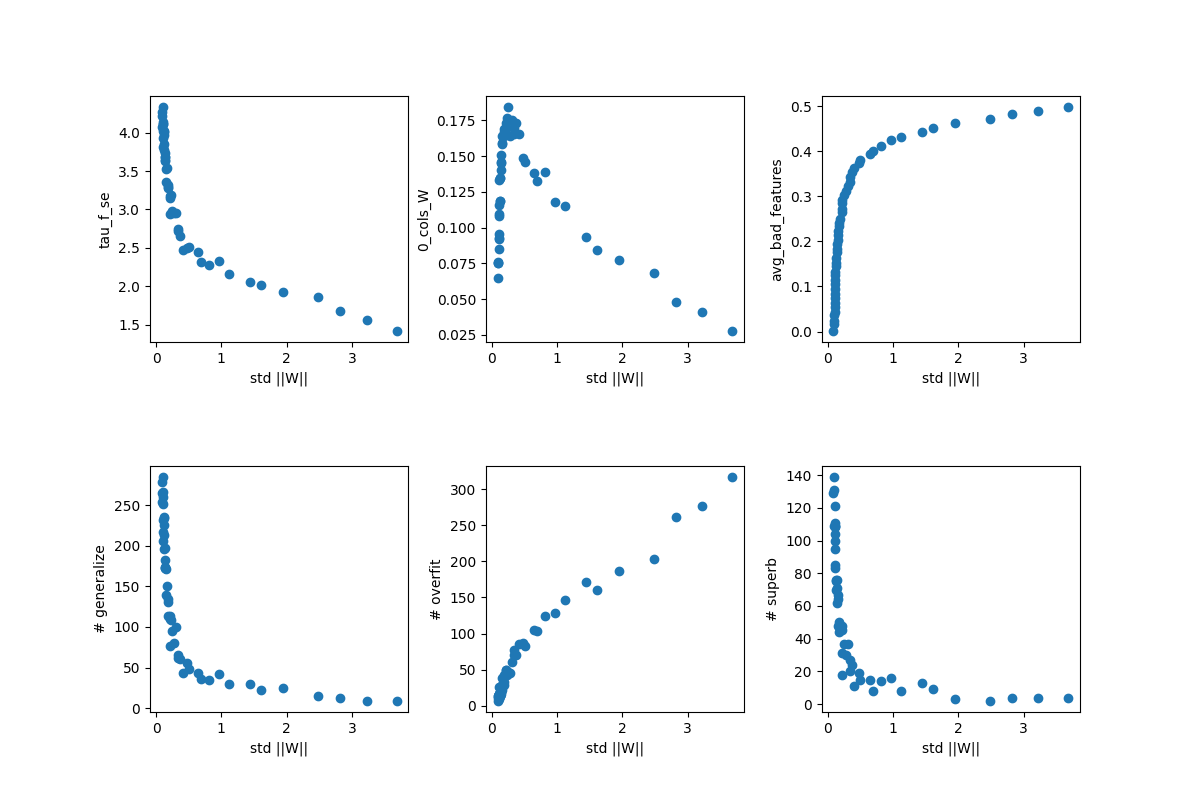 4.0
3.5
3.0
2.5
2.0
1.5
tau_f_se
0 1 2 3
std ||W||
0.175
0.150
0.125
0.100
0.075
0.050
0.025
0_cols_W
0 1 2 3
std ||W||
0.5
0.4
0.3
0.2
0.1
0.0
avg_bad_features
0 1 2 3
std ||W||
250
200
150
100
50
0
# generalize
0 1 2 3
std ||W||
300
250
200
150
100
50
0
# overfit
0 1 2 3
std ||W||
140
120
100
80
60
40
20
0
# superb
0 1 2 3
std ||W||